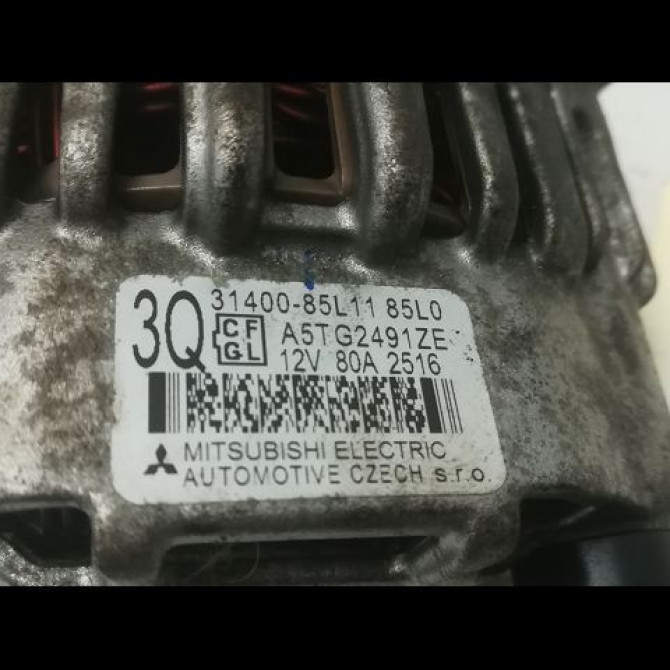 31400-85L11 85L0
3Q CF GL A5TG2491ZE
12V 80A 2516
MITSUBISHI ELECTRIC
AUTOMOTIVE CZECH s.r.o.